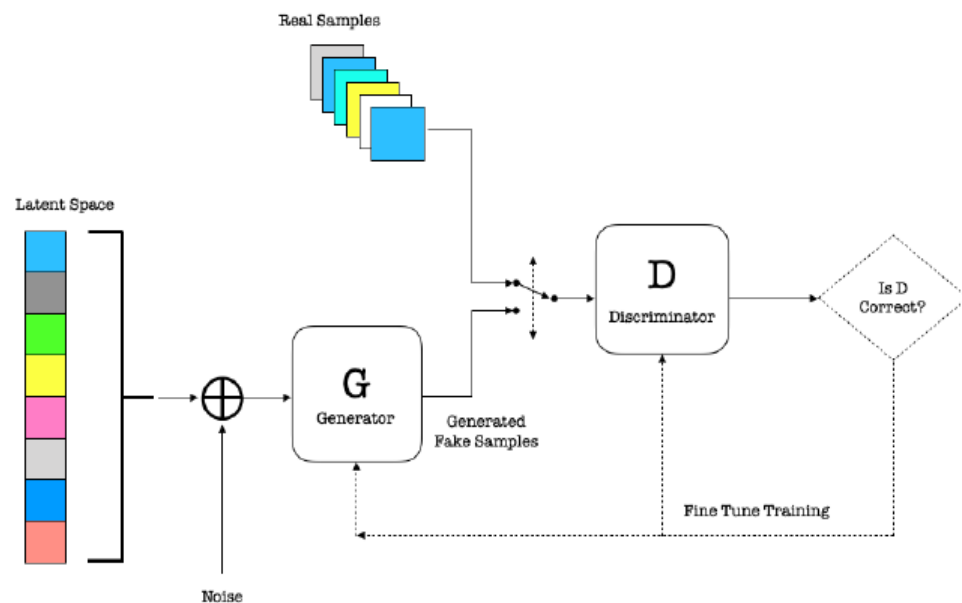 Real Samples
Latent Space
D
Discriminator
Is D
Correct?
G
Generator
Generated
Fake Samples
Fine Tune Training
Noise